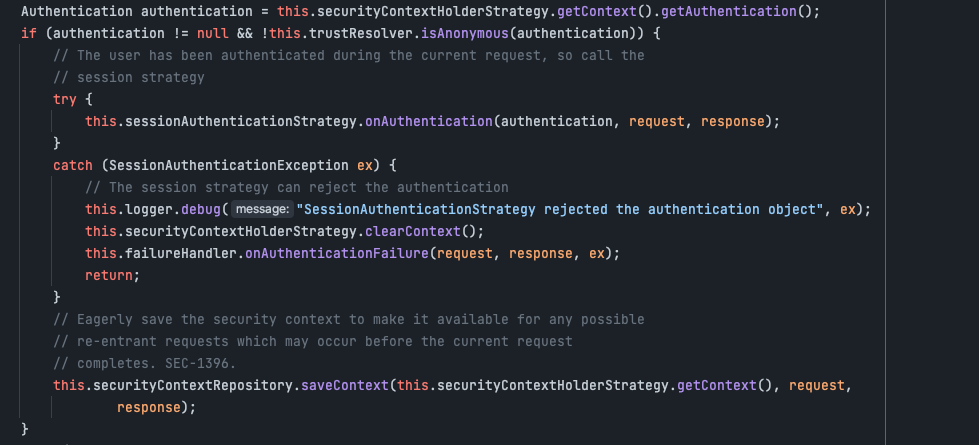 Authentication authentication = this.securityContextHolderStrategy.getContext().getAuthentication();
if (authentication != null && !this.trustResolver.isAnonymous(authentication)) {
    // The user has been authenticated during the current request, so call the
    // session strategy
    try {
        this.sessionAuthenticationStrategy.onAuthentication(authentication, request, response);
    }
    catch (SessionAuthenticationException ex) {
        // The session strategy can reject the authentication
        this.logger.debug( message: "SessionAuthenticationStrategy rejected the authentication object", ex);
        this.securityContextHolderStrategy.clearContext();
        this.failureHandler.onAuthenticationFailure(request, response, ex);
        return;
    }
    // Eagerly save the security context to make it available for any possible
    // re-entrant requests which may occur before the current request
    // completes. SEC-1396.
    this.securityContextRepository.saveContext(this.securityContextHolderStrategy.getContext(), request,
            response);
}